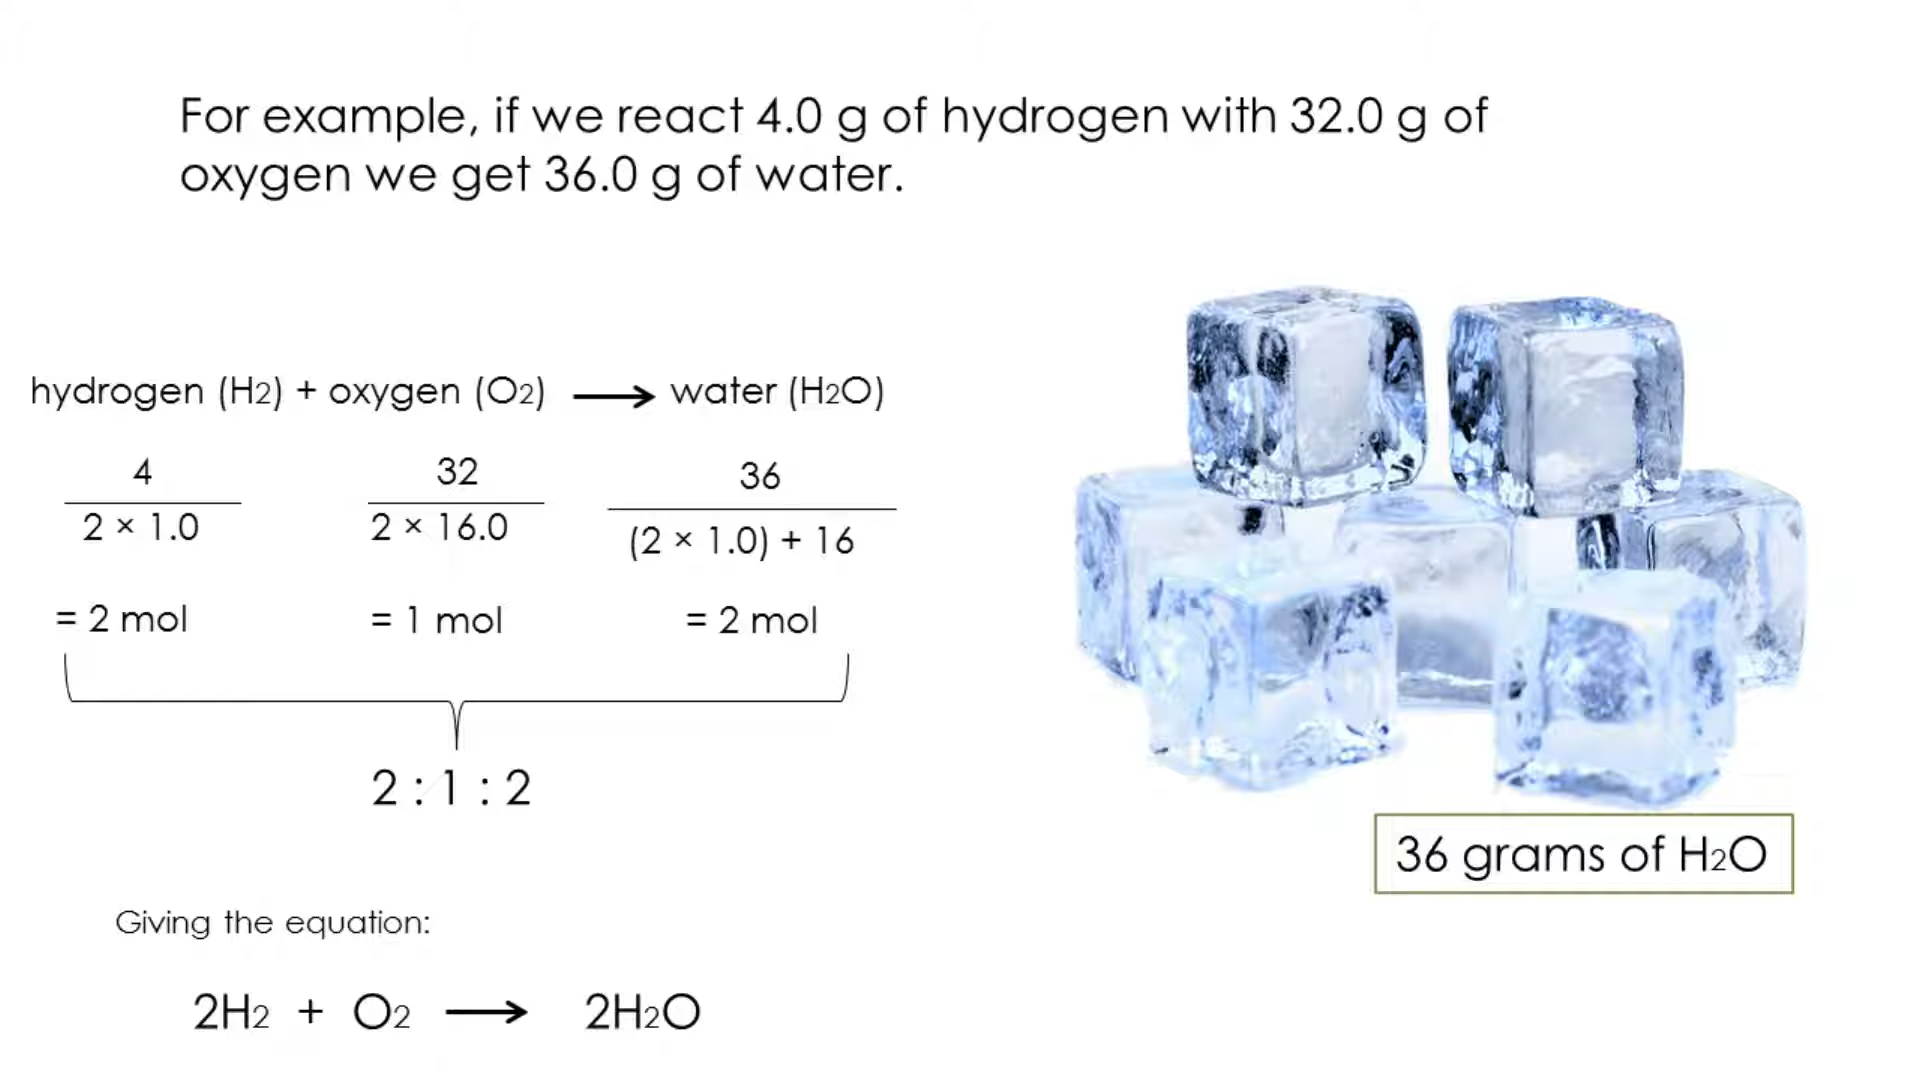 For example, if we react 4.0 g of hydrogen with 32.0 g of
oxygen we get 36.0 g of water.
hydrogen (H2) + oxygen (O2) ⟶ water (H2O)
4 32 36
2 × 1.0 2 × 16.0 (2 × 1.0) + 16
= 2 mol = 1 mol = 2 mol
2 : 1 : 2
36 grams of H2O
Giving the equation:
2H2 + O2 ⟶ 2H2O